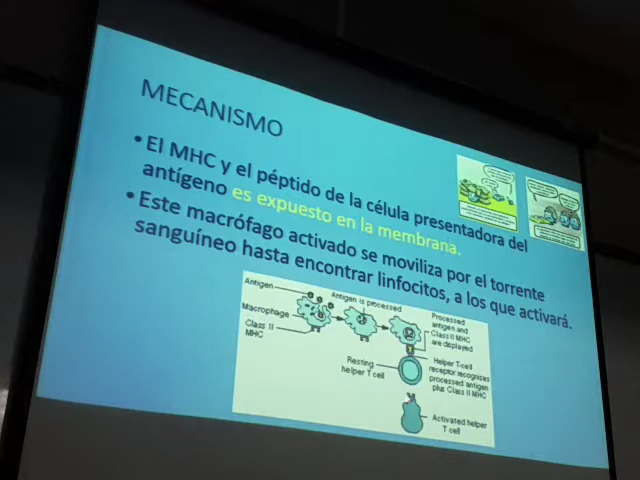 MECANISMO
• El MHC y el péptido de la célula presentadora del
antígeno es expuesto en la membrana.
• Este macrófago activado se moviliza por el torrente
sanguíneo hasta encontrar linfocitos, a los que activará.
Antigen
Antigen is processed
Macrophage
Class II
MHC
Processed
antigen and
Class II MHC
are displayed
Resting
helper T cell
Helper T-cell
receptor recognizes
processed antigen
plus Class II MHC
Activated helper
T cell